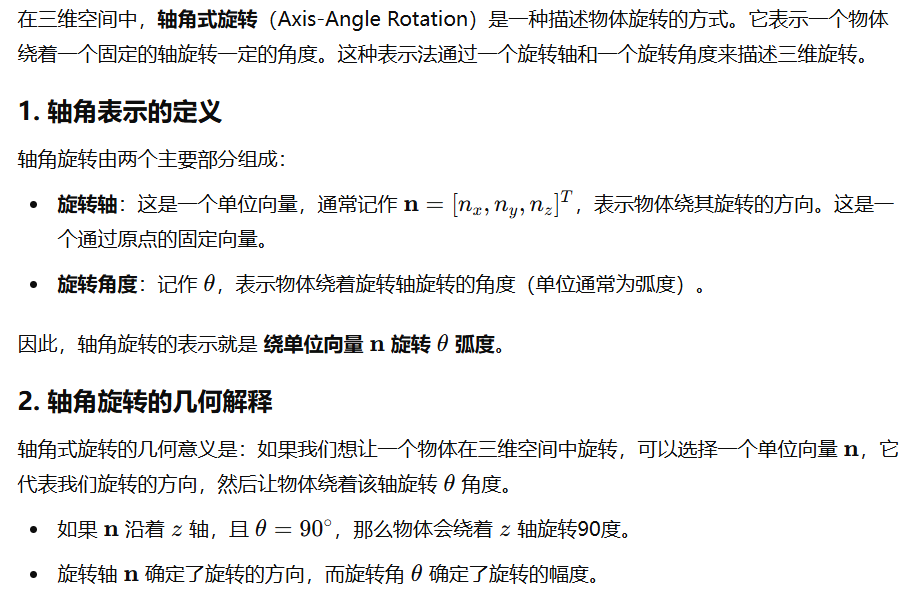 在三维空间中，轴角式旋转（Axis-Angle Rotation）是一种描述物体旋转的方式。它表示一个物体
绕着一个固定的轴旋转一定的角度。这种表示法通过一个旋转轴和一个旋转角度来描述三维旋转。
1. 轴角表示的定义
轴角旋转由两个主要部分组成：
• 旋转轴：这是一个单位向量，通常记作 n = [nₓ, n_y, n_z]ᵀ，表示物体绕其旋转的方向。这是一
个通过原点的固定向量。
• 旋转角度：记作 θ，表示物体绕着旋转轴旋转的角度（单位通常为弧度）。
因此，轴角旋转的表示就是 绕单位向量 n 旋转 θ 弧度。
2. 轴角旋转的几何解释
轴角式旋转的几何意义是：如果我们想让一个物体在三维空间中旋转，可以选择一个单位向量 n，它
代表我们旋转的方向，然后让物体绕着该轴旋转 θ 角度。
• 如果 n 沿着 z 轴，且 θ = 90°，那么物体会绕着 z 轴旋转90度。
• 旋转轴 n 确定了旋转的方向，而旋转角 θ 确定了旋转的幅度。